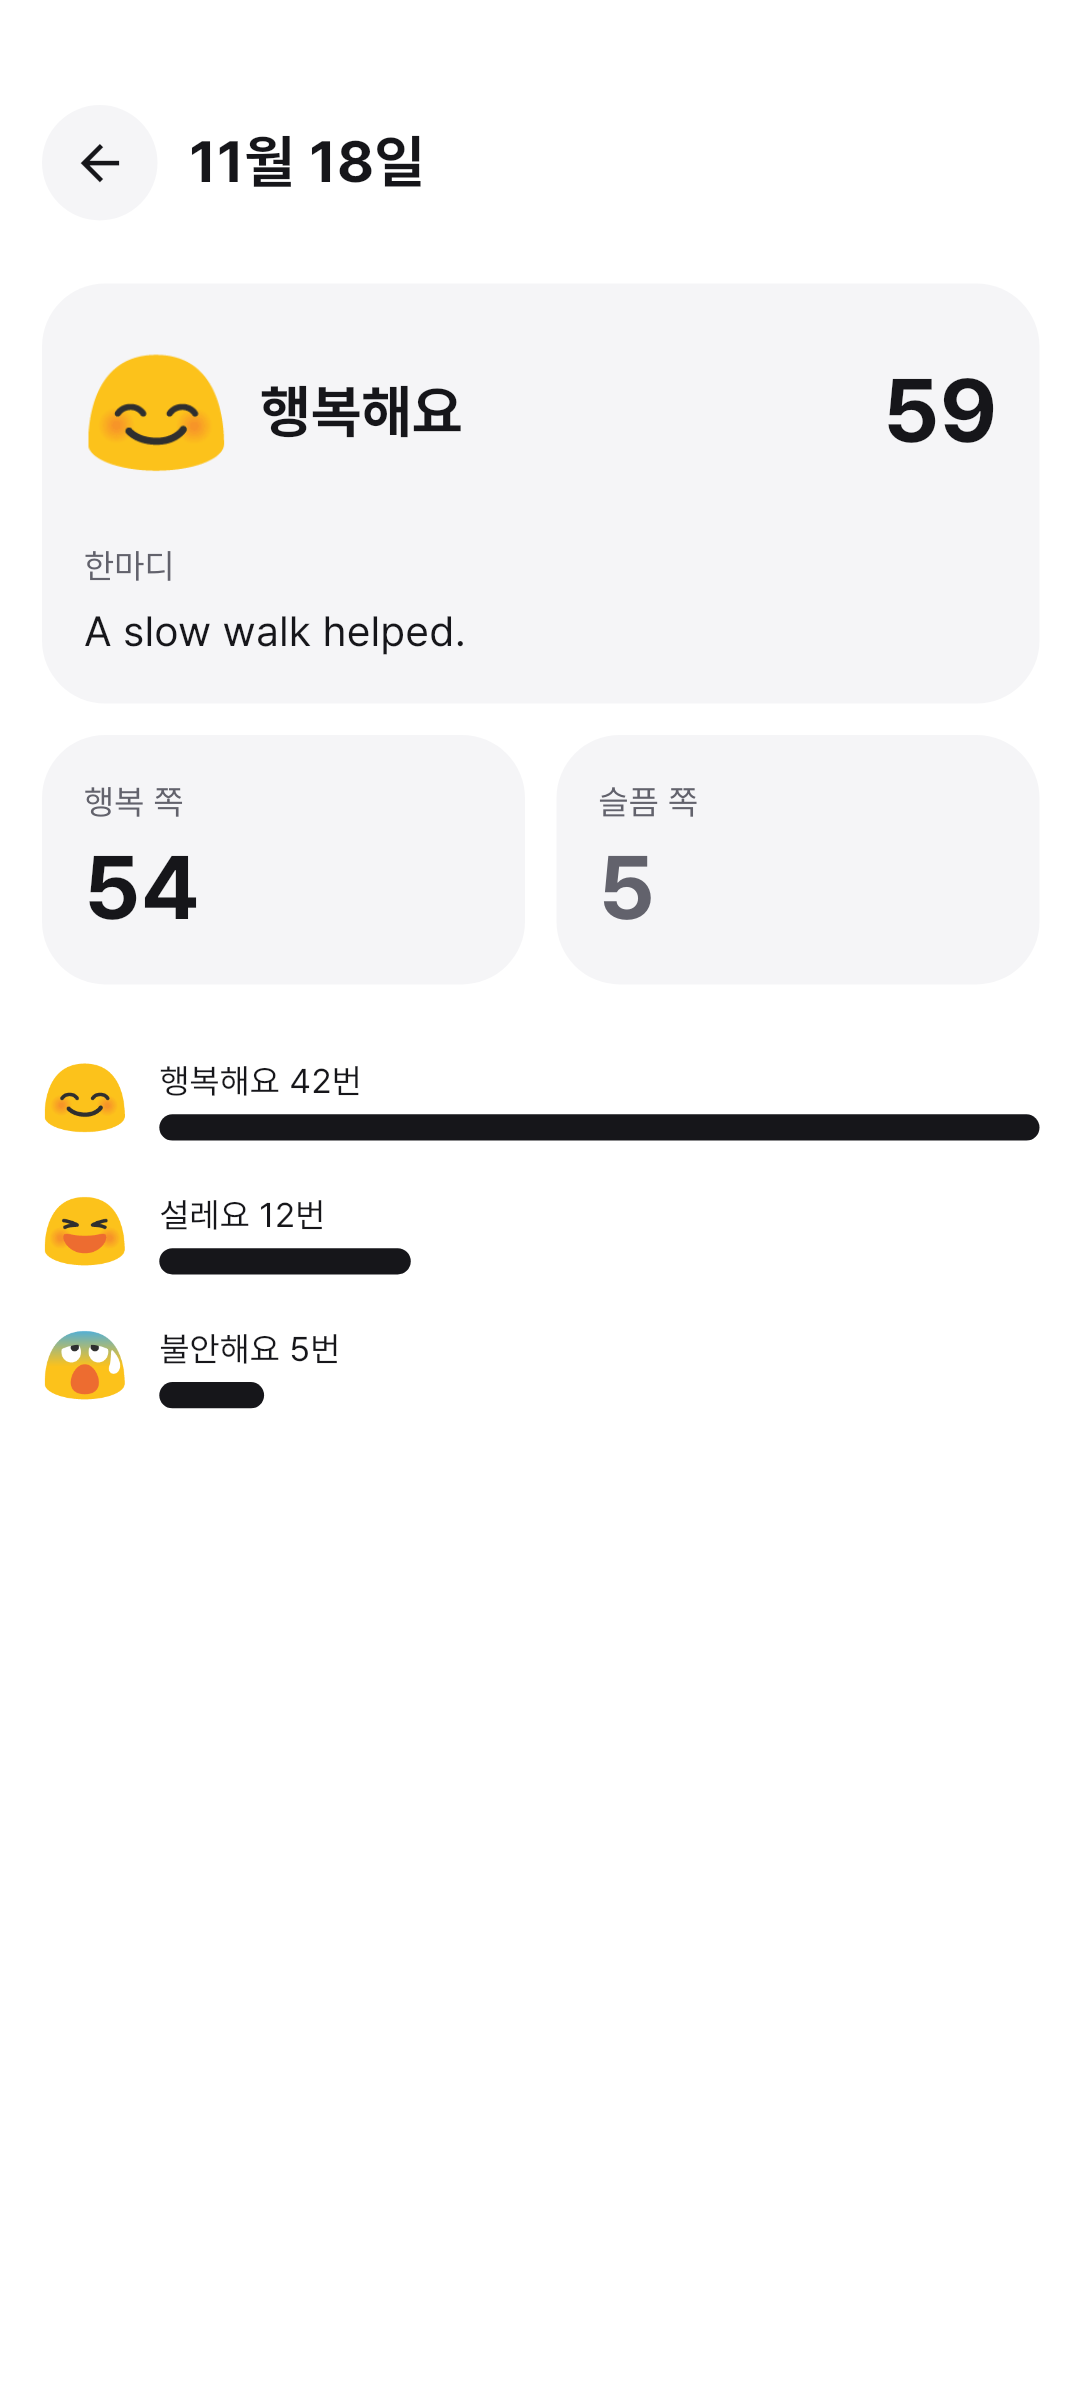 11월 18일
행복해요
59
한마디
A slow walk helped.
행복 쪽
54
슬픔 쪽
5
행복해요 42번
설레요 12번
불안해요 5번